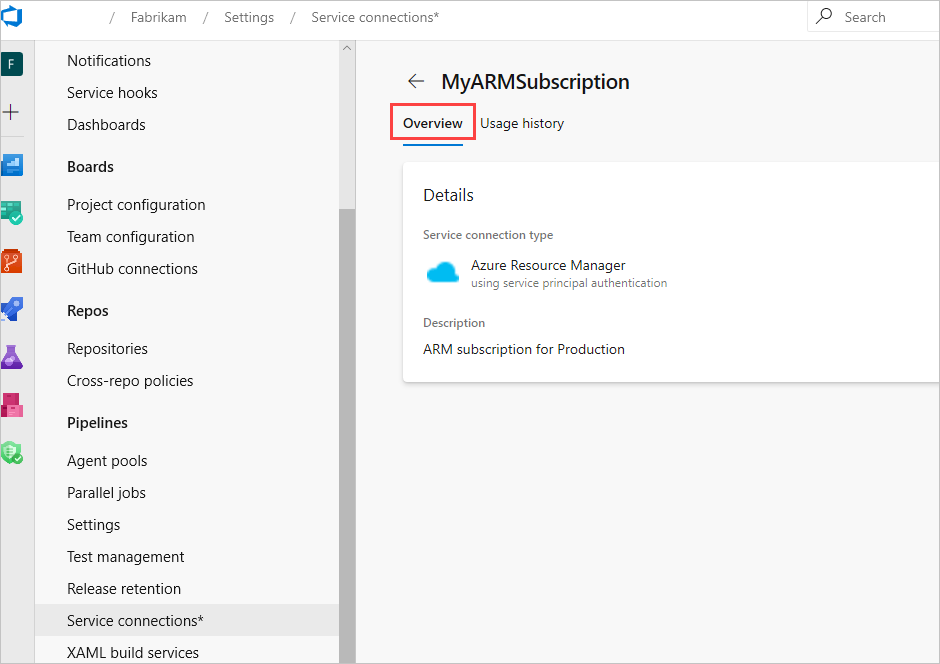 / Fabrikam / Settings / Service connections*
Search
F
Notifications
Service hooks
Dashboards
Boards
Project configuration
Team configuration
GitHub connections
Repos
Repositories
Cross-repo policies
Pipelines
Agent pools
Parallel jobs
Settings
Test management
Release retention
Service connections*
XAML build services
MyARMSubscription
Overview Usage history
Details
Service connection type
Azure Resource Manager
using service principal authentication
Description
ARM subscription for Production